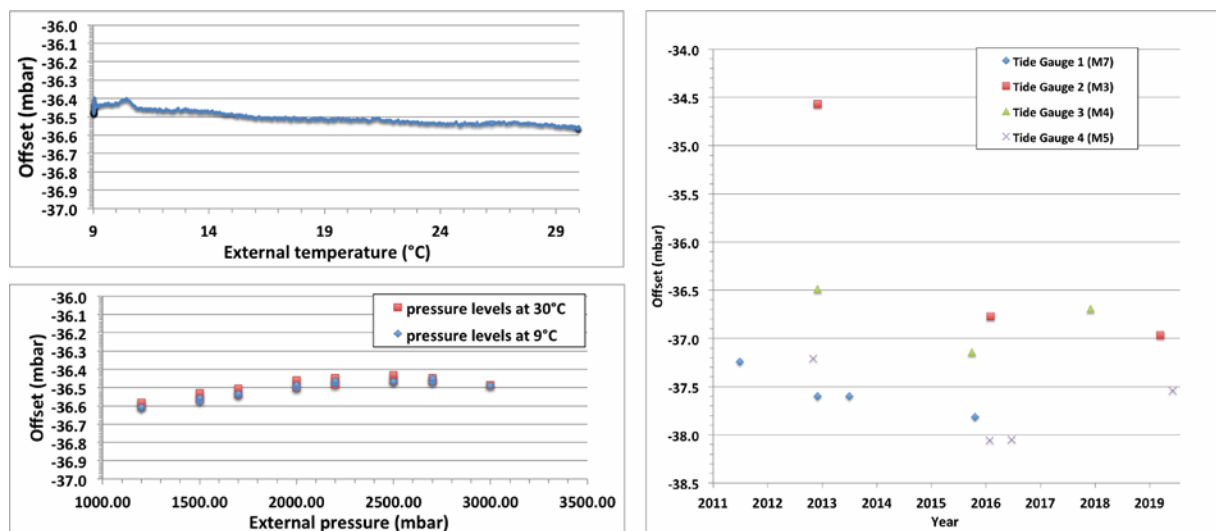 -36.0
-36.1
-36.2
-36.3
-36.4
-36.5
-36.6
-36.7
-36.8
-36.9
-37.0
Offset (mbar)
9 14 19 24 29
External temperature (°C)
-36.0
-36.1
-36.2
-36.3
-36.4
-36.5
-36.6
-36.7
-36.8
-36.9
-37.0
Offset (mbar)
pressure levels at 30°C
pressure levels at 9°C
1000.00 1500.00 2000.00 2500.00 3000.00 3500.00
External pressure (mbar)
-34.0
-34.5
-35.0
-35.5
-36.0
-36.5
-37.0
-37.5
-38.0
-38.5
Offset (mbar)
Tide Gauge 1 (M7)
Tide Gauge 2 (M3)
Tide Gauge 3 (M4)
Tide Gauge 4 (M5)
2011 2012 2013 2014 2015 2016 2017 2018 2019
Year